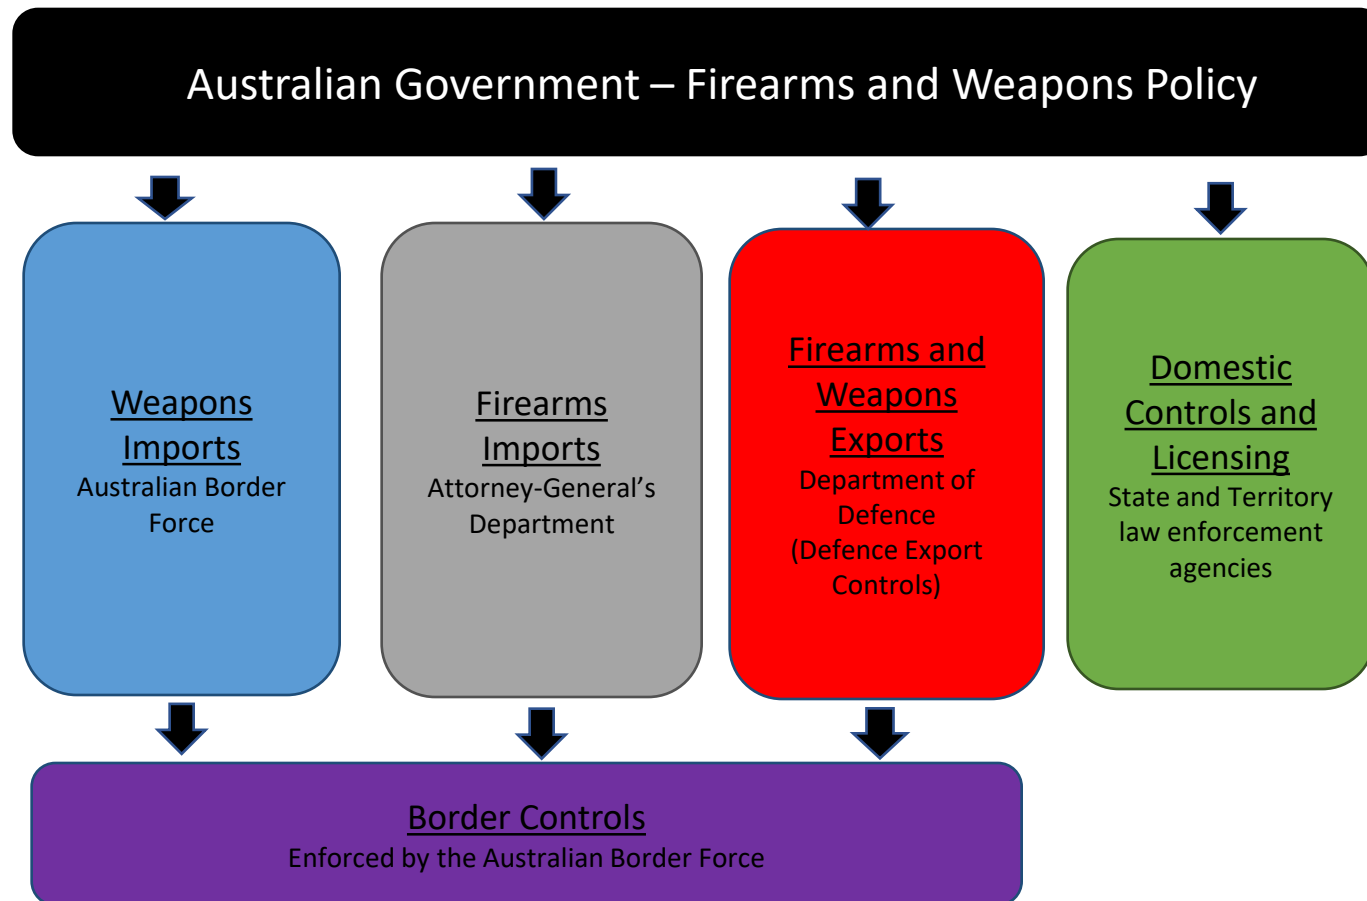 Australian Government – Firearms and Weapons Policy
Weapons
Imports
Australian Border
Force
Firearms
Imports
Attorney-General’s
Department
Firearms and
Weapons
Exports
Department of
Defence
(Defence Export
Controls)
Domestic
Controls and
Licensing
State and Territory
law enforcement
agencies
Border Controls
Enforced by the Australian Border Force